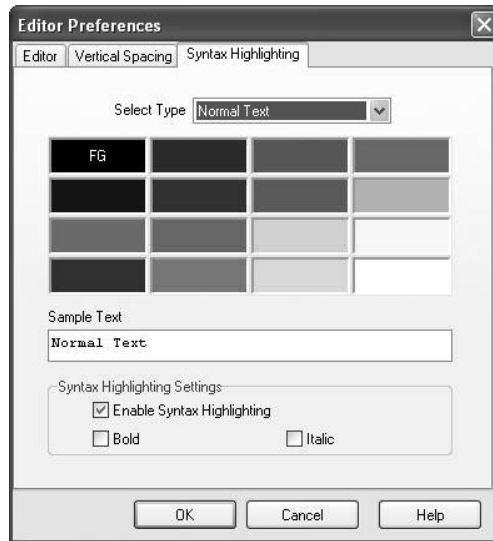 Editor Preferences
Editor Vertical Spacing Syntax Highlighting
Select Type Normal Text
FG
Sample Text
Normal Text
Syntax Highlighting Settings
Enable Syntax Highlighting
Bold Italic
OK Cancel Help